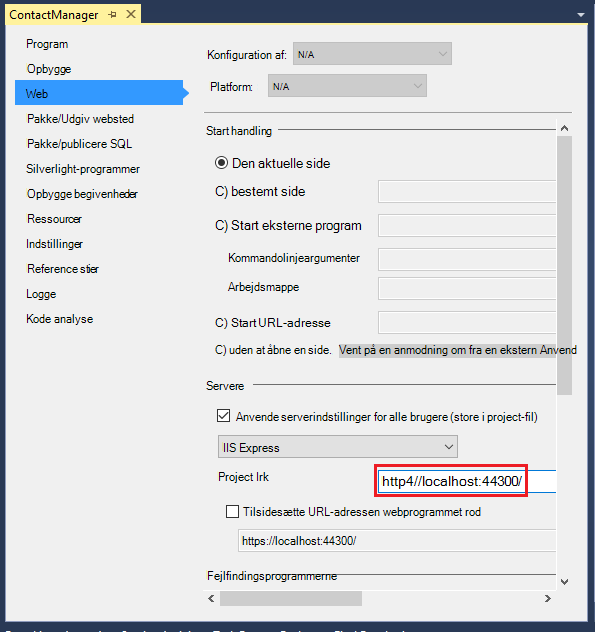 ContactManager
Program
Opbygge
Web
Pakke/Udgiv websted
Pakke/publicere SQL
Silverlight-programmer
Opbygge begivenheder
Ressourcer
Indstillinger
Reference stier
Logge
Kode analyse
Konfiguration af: N/A
Platform: N/A
Start handling
Den aktuelle side
C) bestemt side
C) Start eksterne program
Kommandolinjeargumenter
Arbejdsmappe
C) Start URL-adresse
C) uden at åbne en side. Vent på en anmodning om fra en ekstern Anvend
Servere
Anvende serverindstillinger for alle brugere (store i project-fil)
IIS Express
Project Irk
http4//localhost:44300/
Tilsidesætte URL-adressen webprogrammet rod
https://localhost:44300/
Fejlfindingsprogrammerne